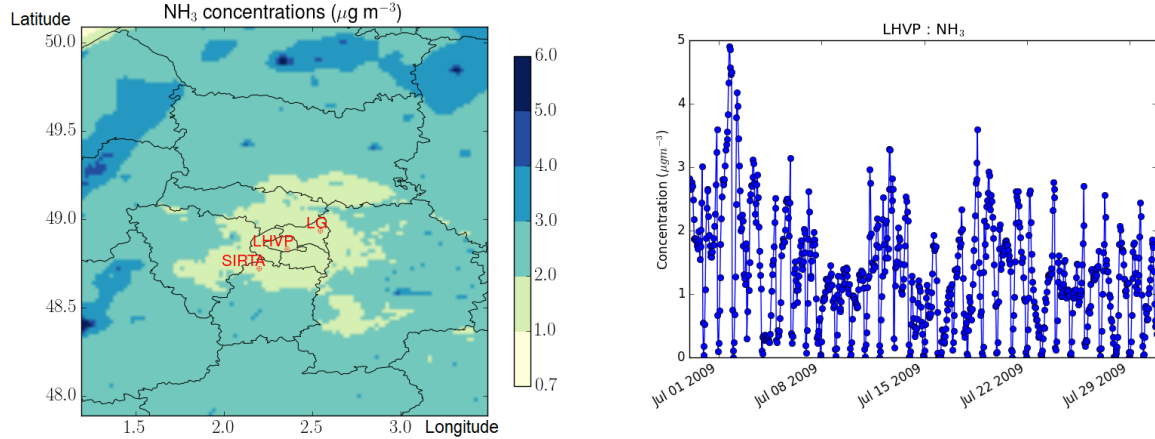 Latitude
NH₃ concentrations (μg m⁻³)
50.0
49.5
49.0
48.5
48.0
1.5
2.0
2.5
3.0
Longitude
LG
LHVP
SIRTA
6.0
5.0
4.0
3.0
2.0
1.0
0.7
LHVP : NH₃
Concentration (μgm⁻³)
5
4
3
2
1
0
Jul 01 2009
Jul 08 2009
Jul 15 2009
Jul 22 2009
Jul 29 2009